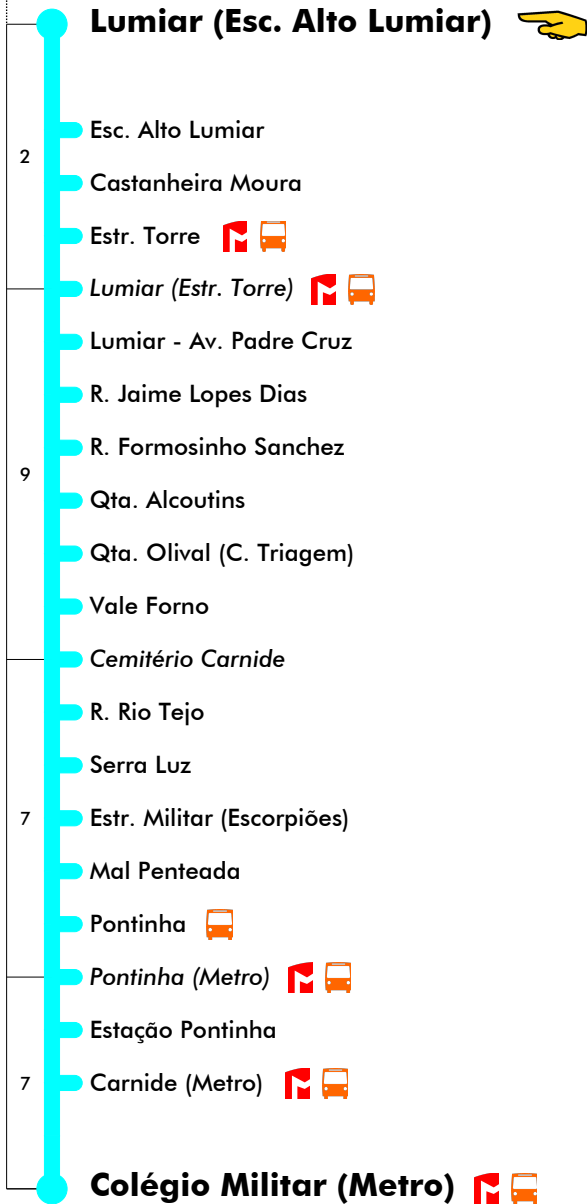 Lumiar (Esc. Alto Lumiar)
Esc. Alto Lumiar
2
Castanheira Moura
Estr. Torre
Lumiar (Estr. Torre)
Lumiar - Av. Padre Cruz
R. Jaime Lopes Dias
R. Formosinho Sanchez
9
Qta. Alcoutins
Qta. Olival (C. Triagem)
Vale Forno
Cemitério Carnide
R. Rio Tejo
Serra Luz
7
Estr. Militar (Escorpiões)
Mal Penteada
Pontinha
Pontinha (Metro)
Estação Pontinha
7
Carnide (Metro)
Colégio Militar (Metro)